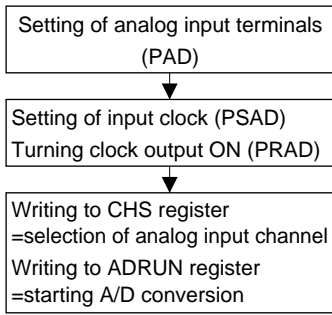 Setting of analog input terminals
(PAD)
Setting of input clock (PSAD)
Turning clock output ON (PRAD)
Writing to CHS register
=selection of analog input channel
Writing to ADRUN register
=starting A/D conversion